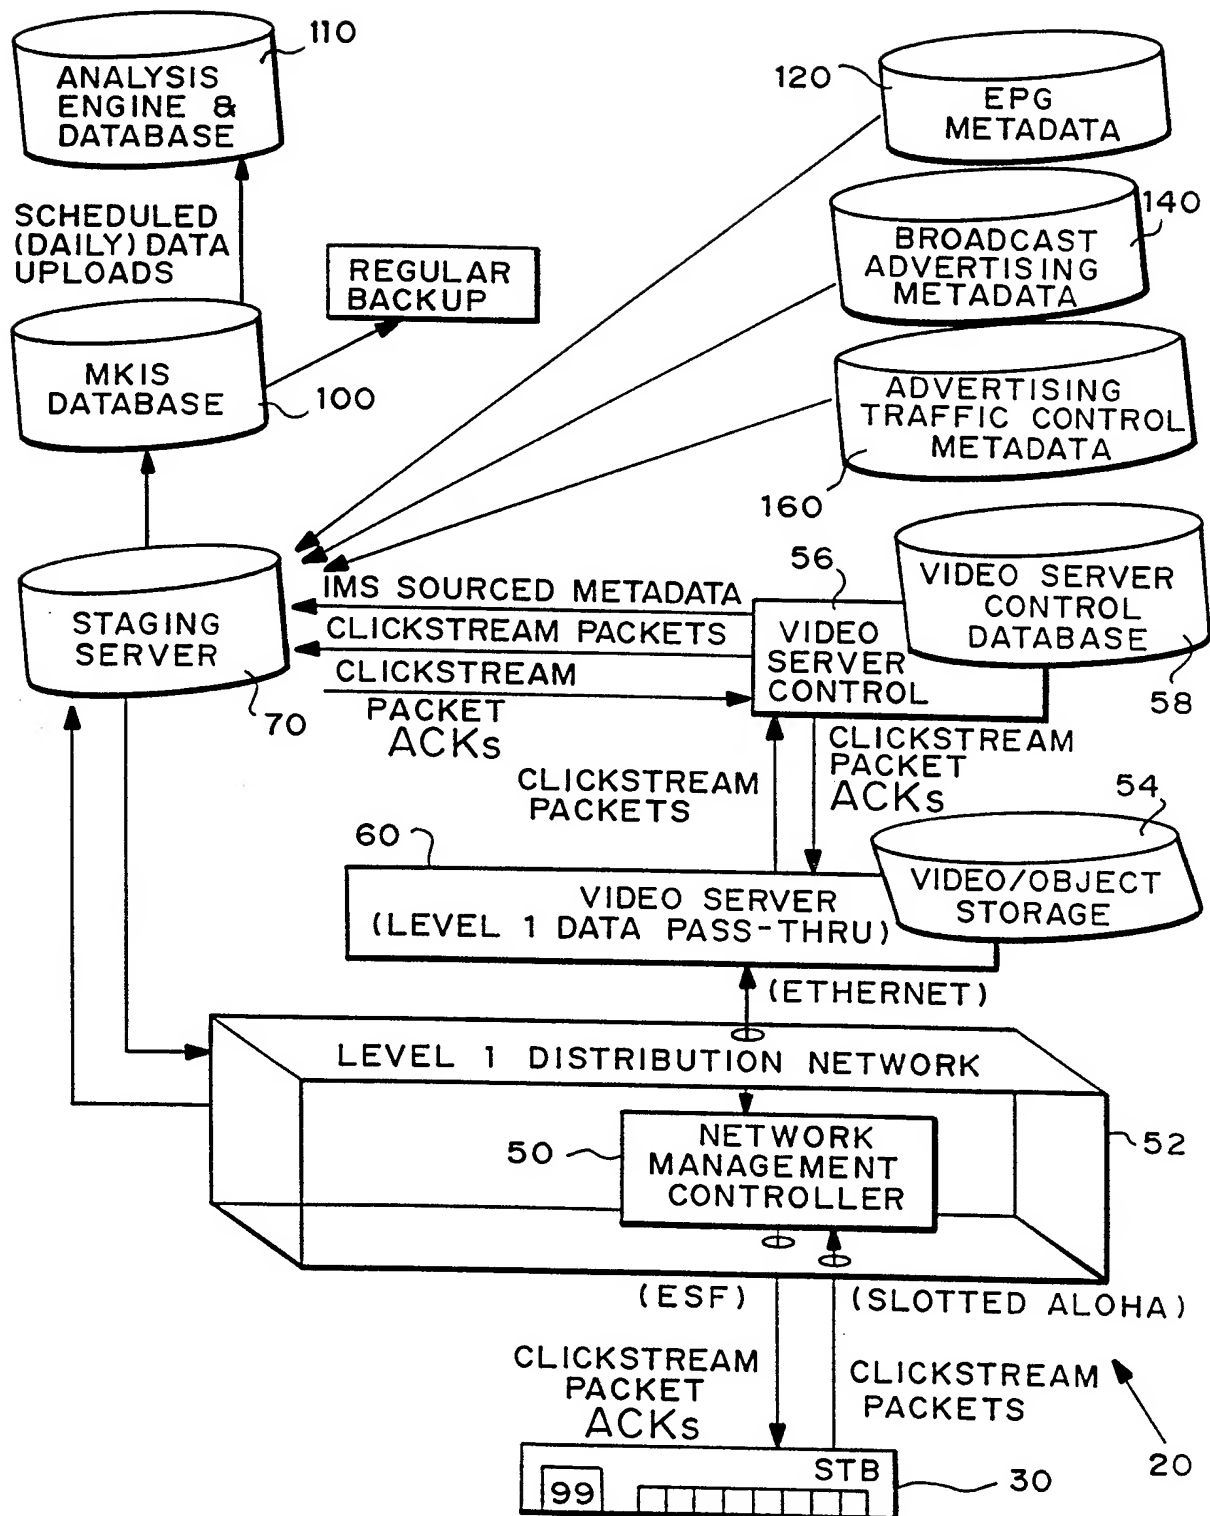 110
ANALYSIS
ENGINE &
DATABASE
120
EPG
METADATA
SCHEDULED
(DAILY) DATA
UPLOADS
140
BROADCAST
ADVERTISING
METADATA
REGULAR
BACKUP
MKIS
DATABASE
100
ADVERTISING
TRAFFIC CONTROL
METADATA
160
56
VIDEO SERVER
CONTROL
DATABASE
58
IMS SOURCED METADATA
CLICKSTREAM PACKETS
CLICKSTREAM
PACKET
ACKs
STAGING
SERVER
70
VIDEO
SERVER
CONTROL
CLICKSTREAM
PACKETS
CLICKSTREAM
PACKET
ACKs
54
60
VIDEO SERVER
(LEVEL 1 DATA PASS-THRU)
VIDEO/OBJECT
STORAGE
(ETHERNET)
LEVEL 1 DISTRIBUTION NETWORK
50
NETWORK
MANAGEMENT
CONTROLLER
52
(ESF)
(SLOTTED ALOHA)
CLICKSTREAM
PACKET
ACKs
CLICKSTREAM
PACKETS
20
STB
99
30